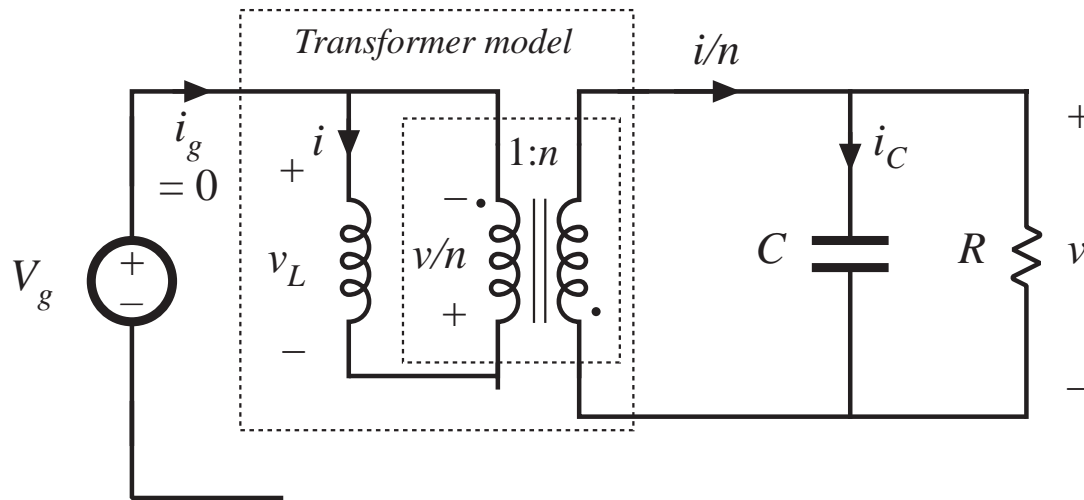 Transformer model
i/n
i_g
= 0
i
1:n
i_C
+
+
−
V_g
+
−
v_L
v/n
C
R
v
+
−
−